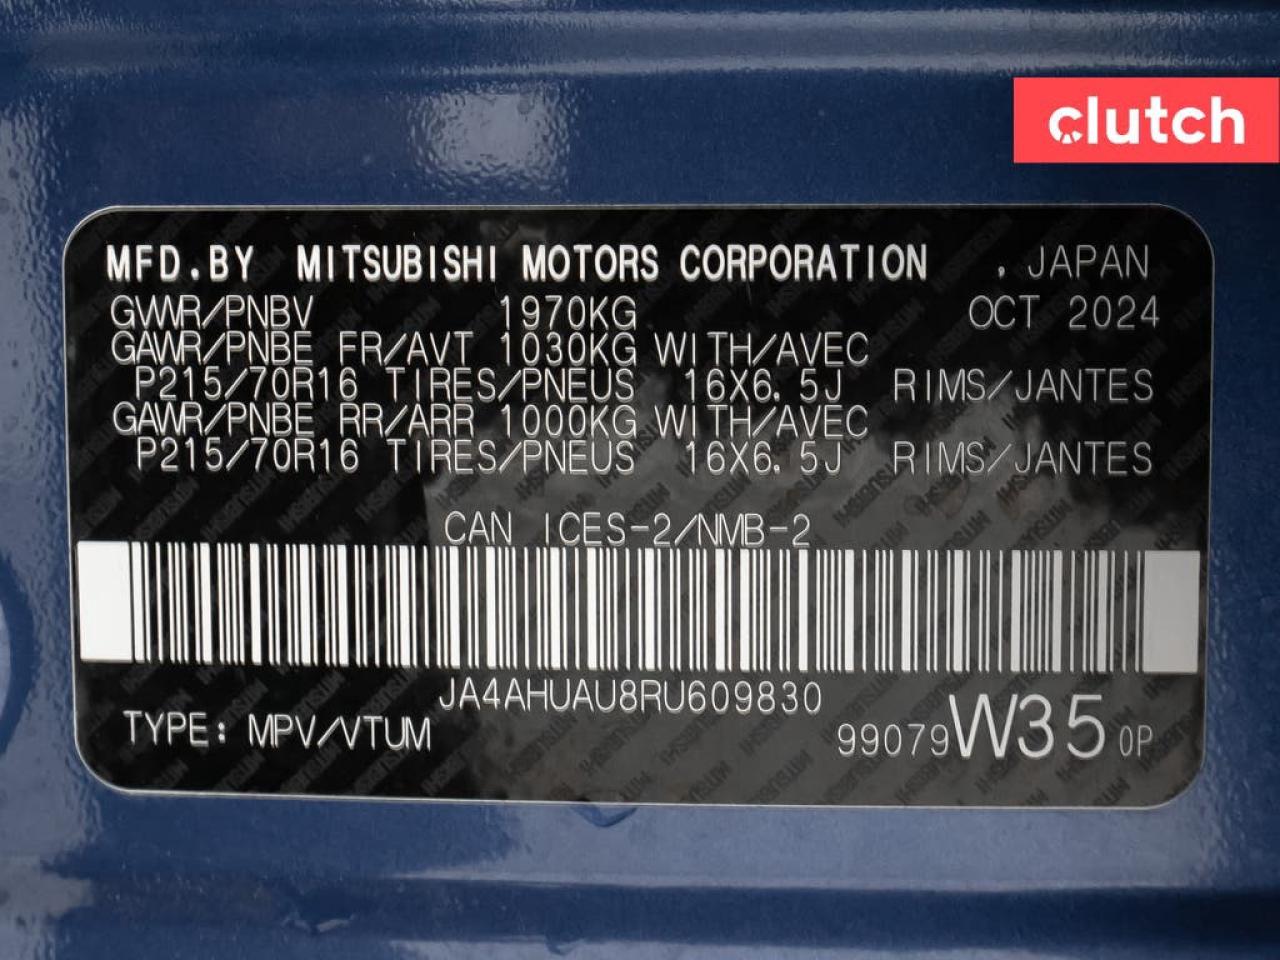 clutch
MFD.BY MITSUBISHI MOTORS CORPORATION , JAPAN
GVWR/PNBV 1970KG OCT 2024
GAWR/PNBE FR/AVT 1030KG WITH/AVEC
P215/70R16 TIRES/PNEUS 16X6.5J RIMS/JANTES
GAWR/PNBE RR/ARR 1000KG WITH/AVEC
P215/70R16 TIRES/PNEUS 16X6.5J RIMS/JANTES
CAN ICES-2/NMB-2
JA4AHUAU8RU609830
TYPE: MPV/VTUM 99079W350P